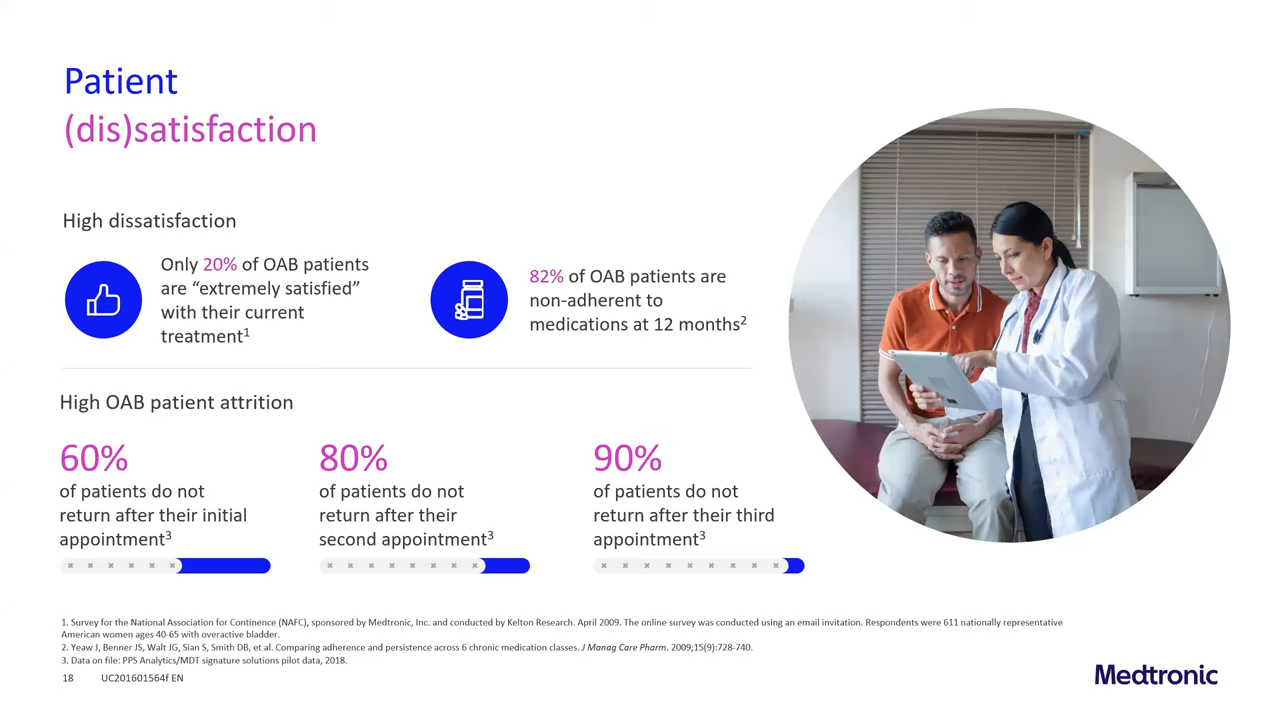 Patient
(dis)satisfaction
High dissatisfaction
Only 20% of OAB patients
are “extremely satisfied”
with their current
treatment1
82% of OAB patients are
non-adherent to
medications at 12 months2
High OAB patient attrition
60%
of patients do not
return after their initial
appointment3
80%
of patients do not
return after their
second appointment3
90%
of patients do not
return after their third
appointment3
1. Survey for the National Association for Continence (NAFC), sponsored by Medtronic, Inc. and conducted by Kelton Research. April 2009. The online survey was conducted using an email invitation. Respondents were 611 nationally representative
American women ages 40-65 with overactive bladder.
2. Yeaw J, Benner JS, Walt JG, Sian S, Smith DB, et al. Comparing adherence and persistence across 6 chronic medication classes. J Manag Care Pharm. 2009;15(9):728-740.
3. Data on file: PPS Analytics/MDT signature solutions pilot data, 2018.
18 UC201601564f EN
Medtronic